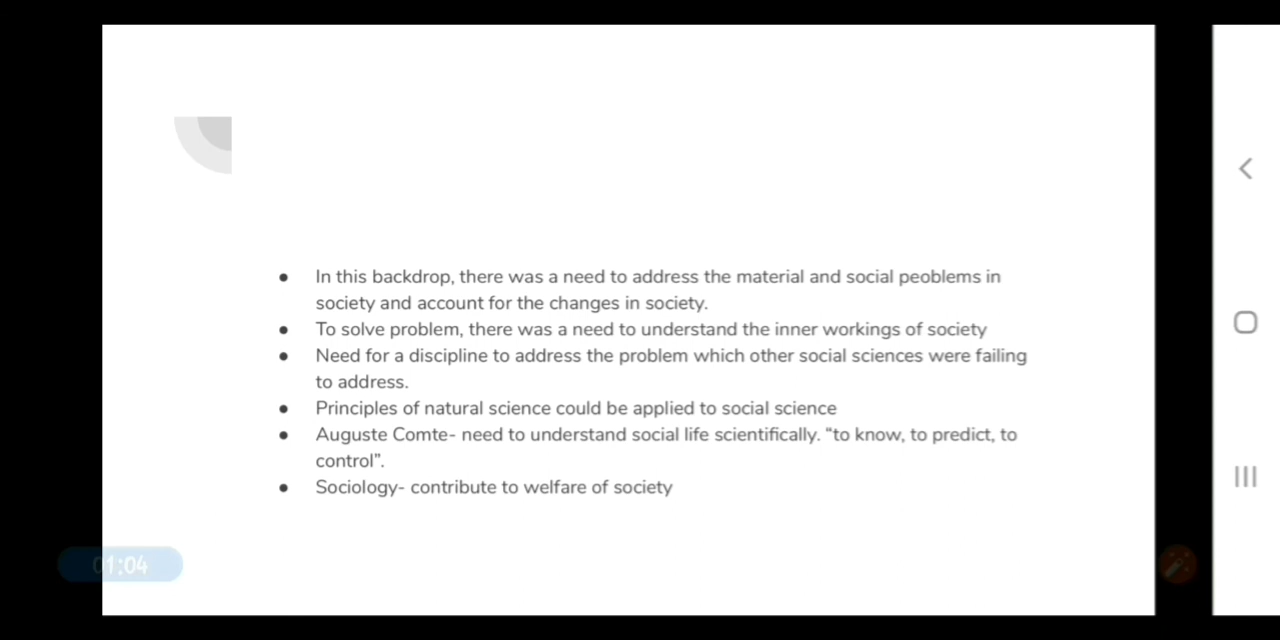 ● In this backdrop, there was a need to address the material and social peoblems in
society and account for the changes in society.
● To solve problem, there was a need to understand the inner workings of society
● Need for a discipline to address the problem which other social sciences were failing
to address.
● Principles of natural science could be applied to social science
● Auguste Comte- need to understand social life scientifically. “to know, to predict, to
control”.
● Sociology- contribute to welfare of society
01:04